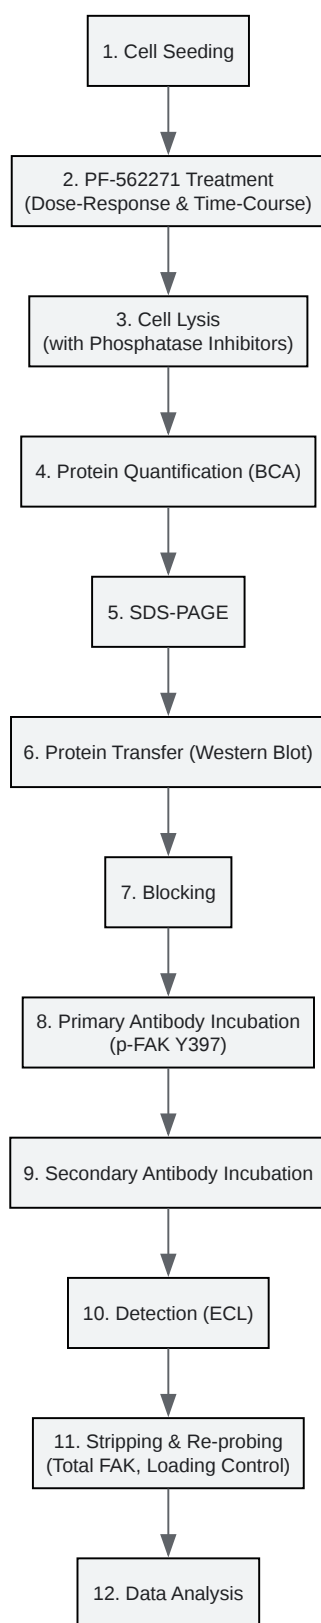 1. Cell Seeding
2. PF-562271 Treatment
(Dose-Response & Time-Course)
3. Cell Lysis
(with Phosphatase Inhibitors)
4. Protein Quantification (BCA)
5. SDS-PAGE
6. Protein Transfer (Western Blot)
7. Blocking
8. Primary Antibody Incubation
(p-FAK Y397)
9. Secondary Antibody Incubation
10. Detection (ECL)
11. Stripping & Re-probing
(Total FAK, Loading Control)
12. Data Analysis